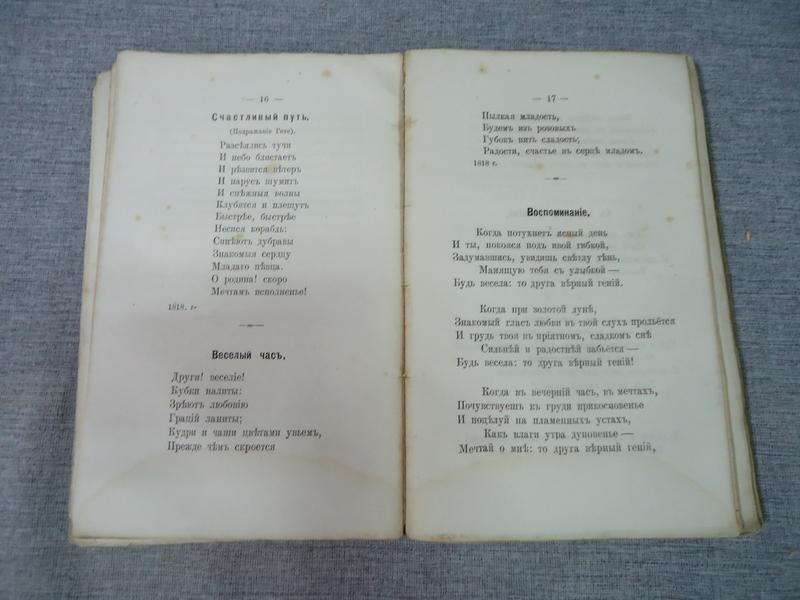 — 16 —
Счастливый путь.
(Подражаніе Гете).
Разсѣялись тучи
И небо блистаетъ
И рѣзвится вѣтеръ
И парусъ шумитъ
И снѣжныя волны
Клубятся и плещутъ
Быстрѣе, быстрѣе
Несися корабль:
Синѣютъ дубравы
Знакомыя сердцу
Младаго пѣвца.
О родина! скоро
Мечтамъ исполненье!
1818. г.
Веселый часъ.
Други! веселіе!
Кубки налиты:
Зрѣютъ любовію
Грацій ланиты;
Кудри и чаши цвѣтами увьемъ,
Прежде чѣмъ скроется
— 17 —
Пылкая младость,
Будемъ изъ розовыхъ
Губокъ пить сладость,
Радости, счастье въ сердцѣ младомъ.
1818 г.
Воспоминаніе.
Когда потухнетъ ясный день
И ты, покояся подъ ивой гибкой,
Задумавшись, увидишь свѣтлу тѣнь,
Манящую тебя съ улыбкой —
Будь весела: то друга вѣрный геній.
Когда при золотой лунѣ,
Знакомый гласъ любви въ твой слухъ прольётся
И грудь твоя въ пріятномъ, сладкомъ снѣ
Сильнѣй и радостнѣй забьётся —
Будь весела: то друга вѣрный геній!
Когда въ вечерній часъ, въ мечтахъ,
Почувствуешь къ груди прикосновенье
И поцѣлуй на пламенныхъ устахъ,
Какъ влаги утра дуновенье —
Мечтай о мнѣ: то друга вѣрный геній,